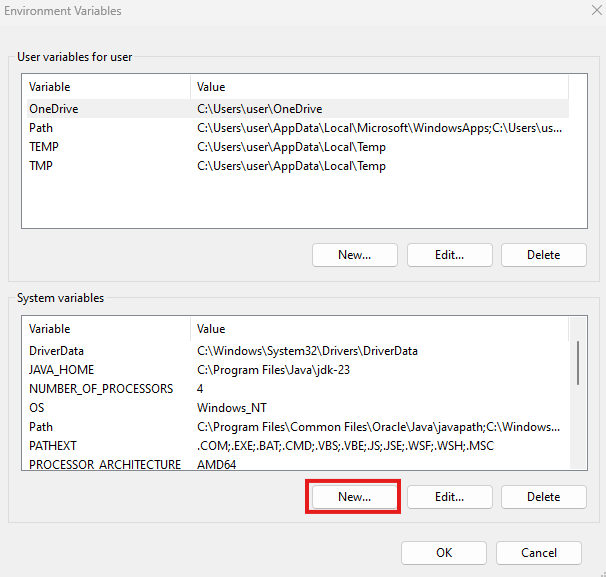 Environment Variables
User variables for user
Variable Value
OneDrive C:\Users\user\OneDrive
Path C:\Users\user\AppData\Local\Microsoft\WindowsApps;C:\Users\us...
TEMP C:\Users\user\AppData\Local\Temp
TMP C:\Users\user\AppData\Local\Temp
New... Edit... Delete
System variables
Variable Value
DriverData C:\Windows\System32\Drivers\DriverData
JAVA_HOME C:\Program Files\Java\jdk-23
NUMBER_OF_PROCESSORS 4
OS Windows_NT
Path C:\Program Files\Common Files\Oracle\Java\javapath;C:\Windows...
PATHEXT .COM;.EXE;.BAT;.CMD;.VBS;.VBE;.JS;.JSE;.WSF;.WSH;.MSC
PROCESSOR_ARCHITECTURE AMD64
New... Edit... Delete
OK Cancel